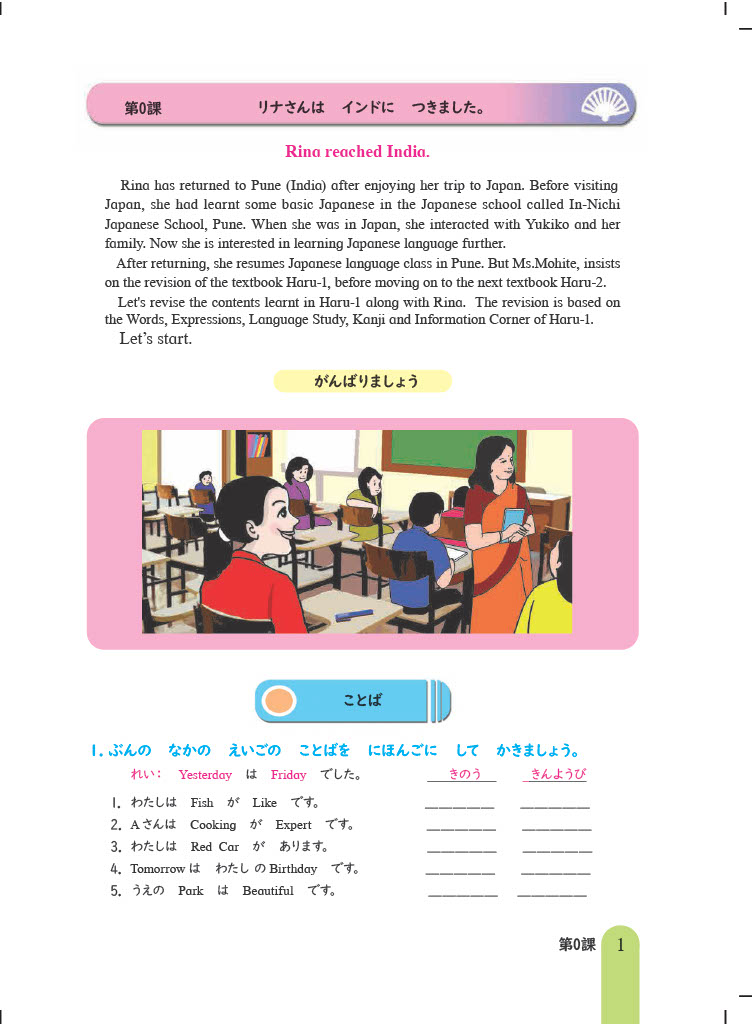 第0課 リナさんは インドに つきました。
Rina reached India.
Rina has returned to Pune (India) after enjoying her trip to Japan. Before visiting
Japan, she had learnt some basic Japanese in the Japanese school called In-Nichi
Japanese School, Pune. When she was in Japan, she interacted with Yukiko and her
family. Now she is interested in learning Japanese language further.
After returning, she resumes Japanese language class in Pune. But Ms.Mohite, insists
on the revision of the textbook Haru-1, before moving on to the next textbook Haru-2.
Let's revise the contents learnt in Haru-1 along with Rina. The revision is based on
the Words, Expressions, Language Study, Kanji and Information Corner of Haru-1.
Let’s start.
がんばりましょう
ことば
1. ぶんの なかの えいごの ことばを にほんごに して かきましょう。
れい： Yesterday は Friday でした。 きのう きんようび
1. わたしは Fish が Like です。 ________ ________
2. Aさんは Cooking が Expert です。 ________ ________
3. わたしは Red Car が あります。 ________ ________
4. Tomorrow は わたし の Birthday です。 ________ ________
5. うえの Park は Beautiful です。 ________ ________
第0課 1